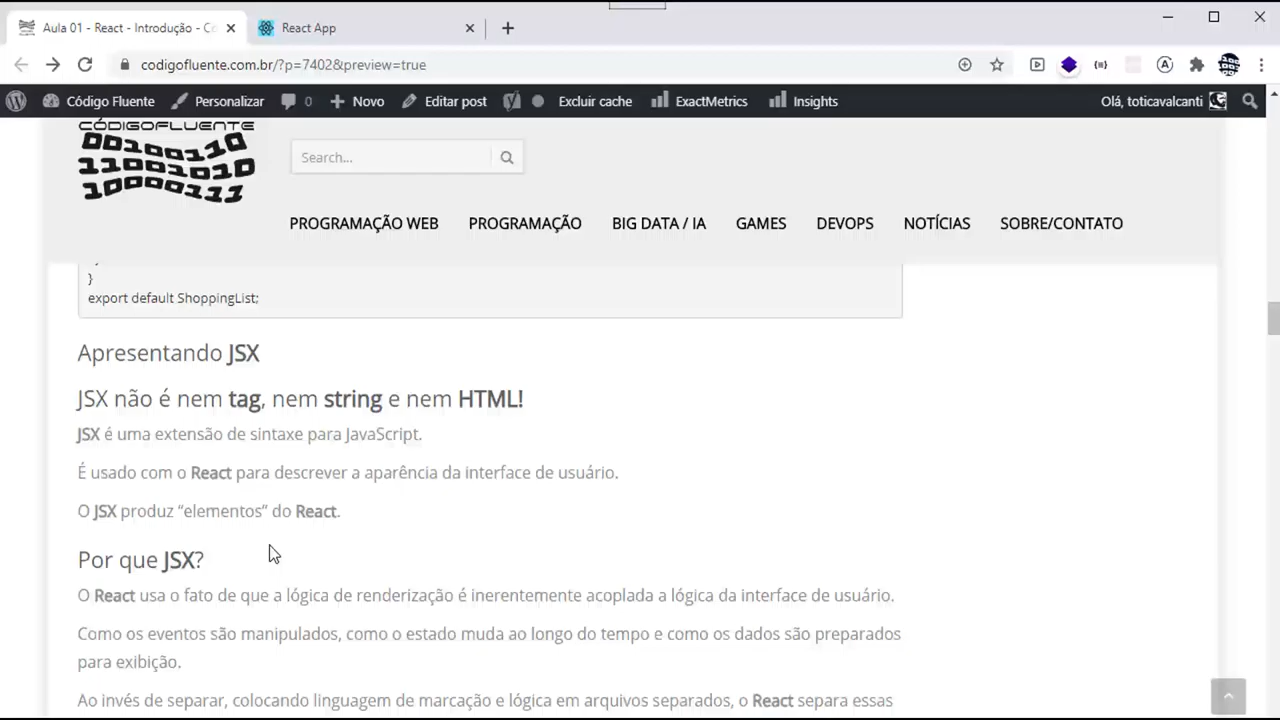 Aula 01 - React - Introdução - Co
React App
codigofluente.com.br/?p=7402&preview=true
Código Fluente
Personalizar
0
Novo
Editar post
Excluir cache
ExactMetrics
Insights
Olá, toticavalcanti
CÓDIGOFLUENTE
00100110
11001010
10000111
Search...
PROGRAMAÇÃO WEB
PROGRAMAÇÃO
BIG DATA / IA
GAMES
DEVOPS
NOTÍCIAS
SOBRE/CONTATO
}
export default ShoppingList;
Apresentando JSX
JSX não é nem tag, nem string e nem HTML!
JSX é uma extensão de sintaxe para JavaScript.
É usado com o React para descrever a aparência da interface de usuário.
O JSX produz “elementos” do React.
Por que JSX?
O React usa o fato de que a lógica de renderização é inerentemente acoplada a lógica da interface de usuário.
Como os eventos são manipulados, como o estado muda ao longo do tempo e como os dados são preparados
para exibição.
Ao invés de separar, colocando linguagem de marcação e lógica em arquivos separados, o React separa essas